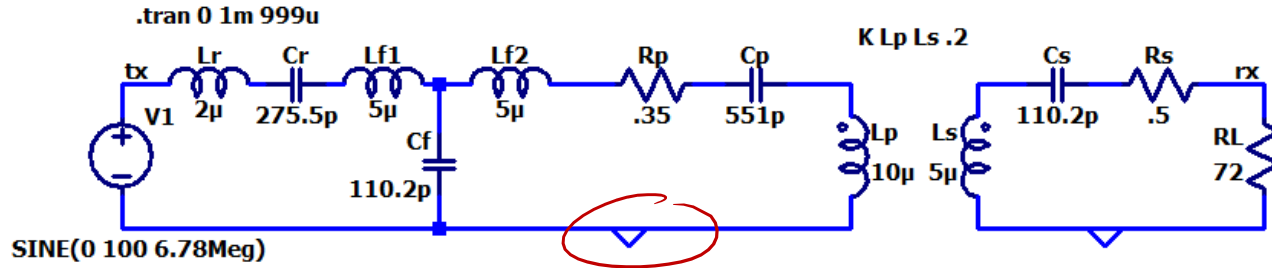 .tran 0 1m 999u
K Lp Ls .2
tx Lr Cr Lf1 Lf2 Rp Cp Cs Rs rx
V1 2µ 275.5p 5µ 5µ .35 551p 110.2p .5
Cf Lp Ls RL
110.2p 10µ 5µ 72
SINE(0 100 6.78Meg)